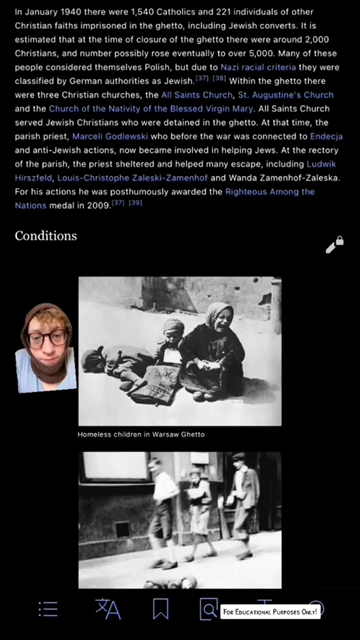 In January 1940 there were 1,540 Catholics and 221 individuals of other
Christian faiths imprisoned in the ghetto, including Jewish converts. It is
estimated that at the time of closure of the ghetto there were around 2,000
Christians, and number possibly rose eventually to over 5,000. Many of these
people considered themselves Polish, but due to Nazi racial criteria they were
classified by German authorities as Jewish.[37] [38] Within the ghetto there
were three Christian churches, the All Saints Church, St. Augustine's Church
and the Church of the Nativity of the Blessed Virgin Mary. All Saints Church
served Jewish Christians who were detained in the ghetto. At that time, the
parish priest, Marceli Godlewski who before the war was connected to Endecja
and anti-Jewish actions, now became involved in helping Jews. At the rectory
of the parish, the priest sheltered and helped many escape, including Ludwik
Hirszfeld, Louis-Christophe Zaleski-Zamenhof and Wanda Zamenhof-Zaleska.
For his actions he was posthumously awarded the Righteous Among the
Nations medal in 2009.[37] [39]
Conditions
Homeless children in Warsaw Ghetto
For Educational Purposes Only!